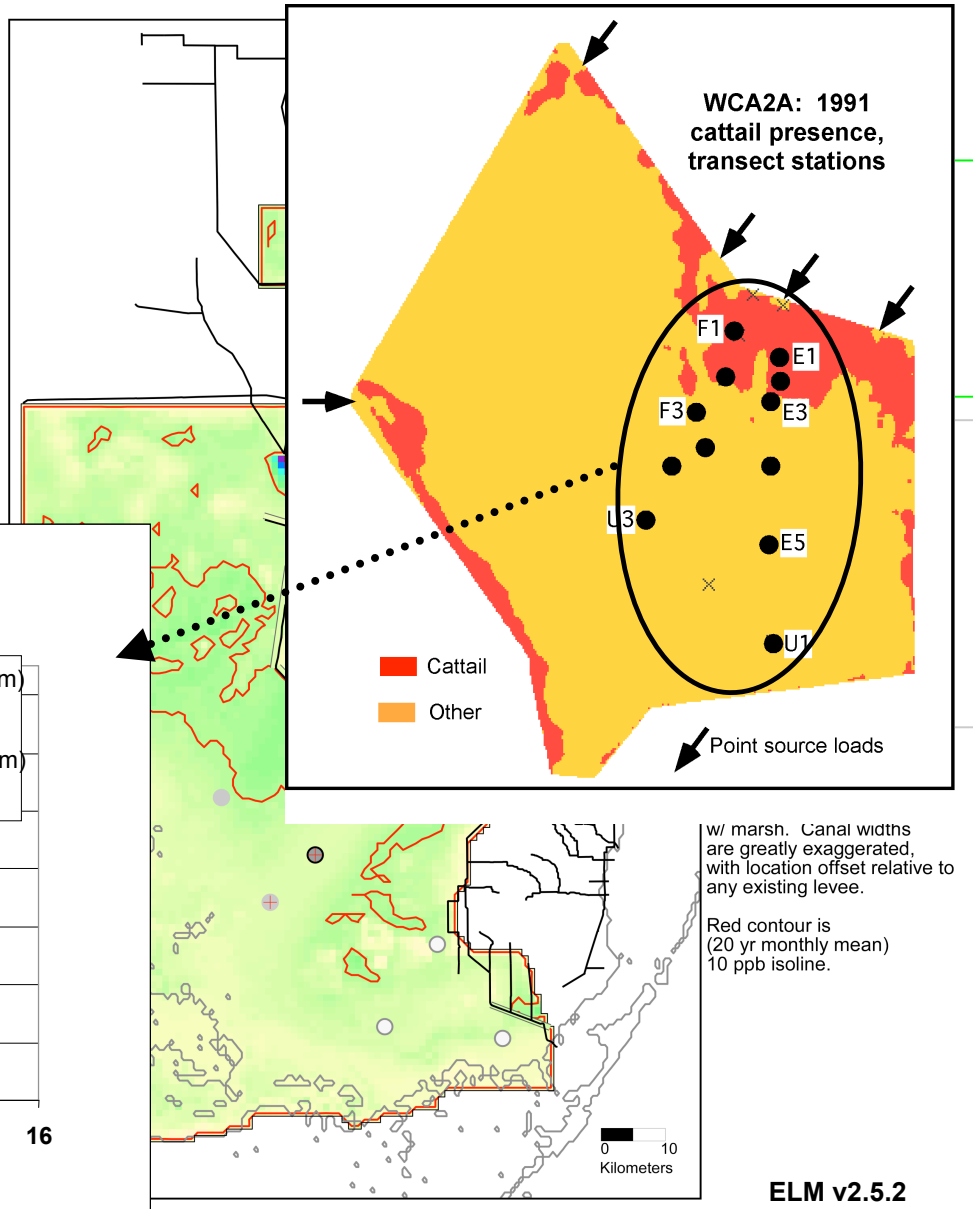 WCA2A: 1991
cattail presence,
transect stations
F1
E1
F3
E3
U3
E5
U1
Cattail
Other
Point source loads
m)
m)
16
w/ marsh. Canal widths
are greatly exaggerated,
with location offset relative to
any existing levee.
Red contour is
(20 yr monthly mean)
10 ppb isoline.
0 10
Kilometers
ELM v2.5.2